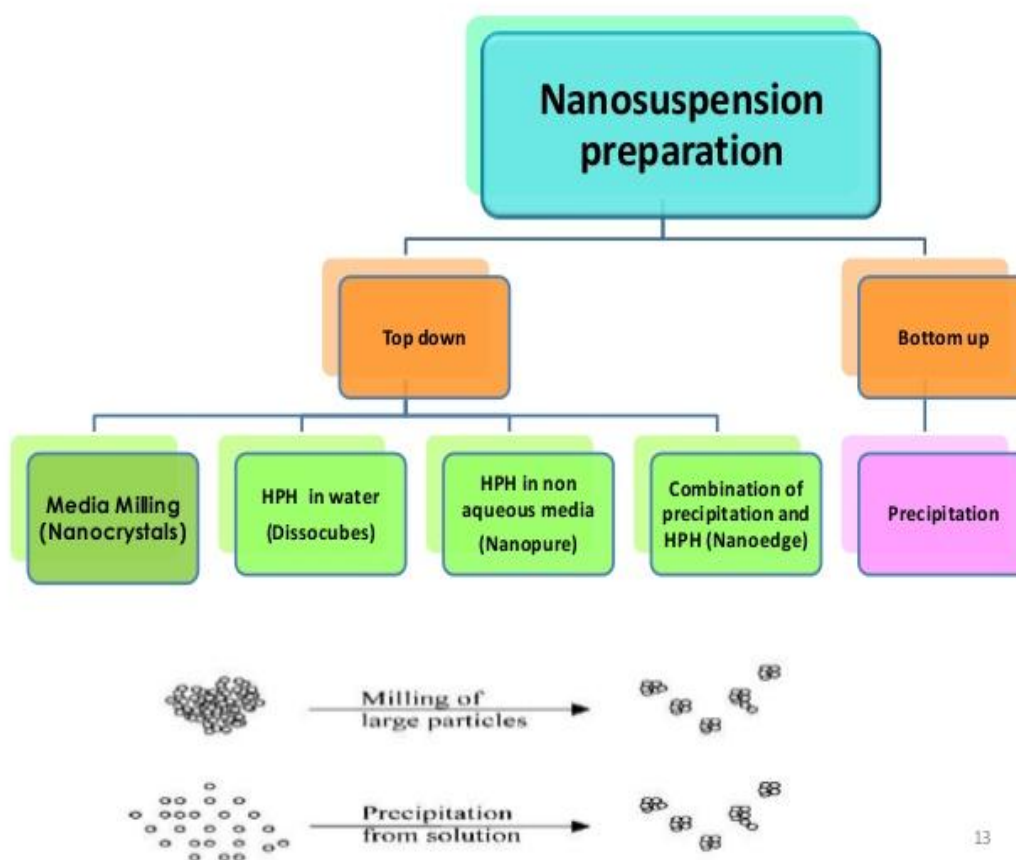 Nanosuspension
preparation
Top down
Bottom up
Media Milling
(Nanocrystals)
HPH in water
(Dissocubes)
HPH in non
aqueous media
(Nanopure)
Combination of
precipitation and
HPH (Nanoedge)
Precipitation
Milling of
large particles
Precipitation
from solution
13